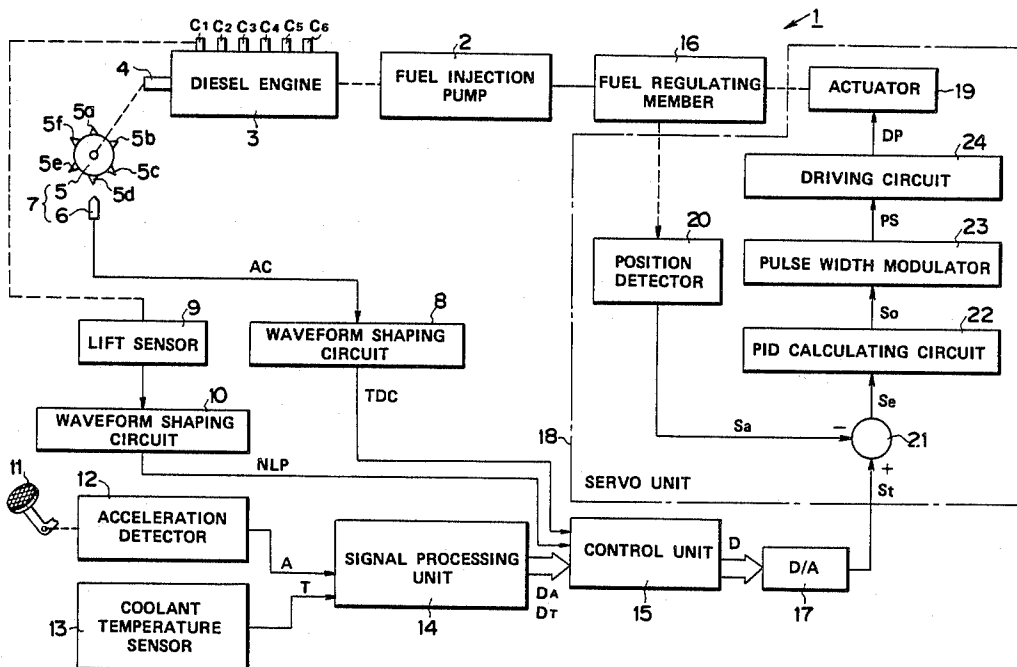 C1 C2 C3 C4 C5 C6
1
4
DIESEL ENGINE
3
2
FUEL INJECTION
PUMP
16
FUEL REGULATING
MEMBER
ACTUATOR
19
5a
5f
5b
5e
5c
5
5d
7
6
DP
24
DRIVING CIRCUIT
PS
23
PULSE WIDTH MODULATOR
So
22
PID CALCULATING CIRCUIT
Se
20
POSITION
DETECTOR
AC
8
WAVEFORM SHAPING
CIRCUIT
9
LIFT SENSOR
TDC
10
WAVEFORM SHAPING
CIRCUIT
Sa
−
21
+
St
18
SERVO UNIT
NLP
11
12
ACCELERATION
DETECTOR
A
T
13
COOLANT
TEMPERATURE
SENSOR
SIGNAL PROCESSING
UNIT
14
DA
DT
CONTROL UNIT
15
D
D/A
17